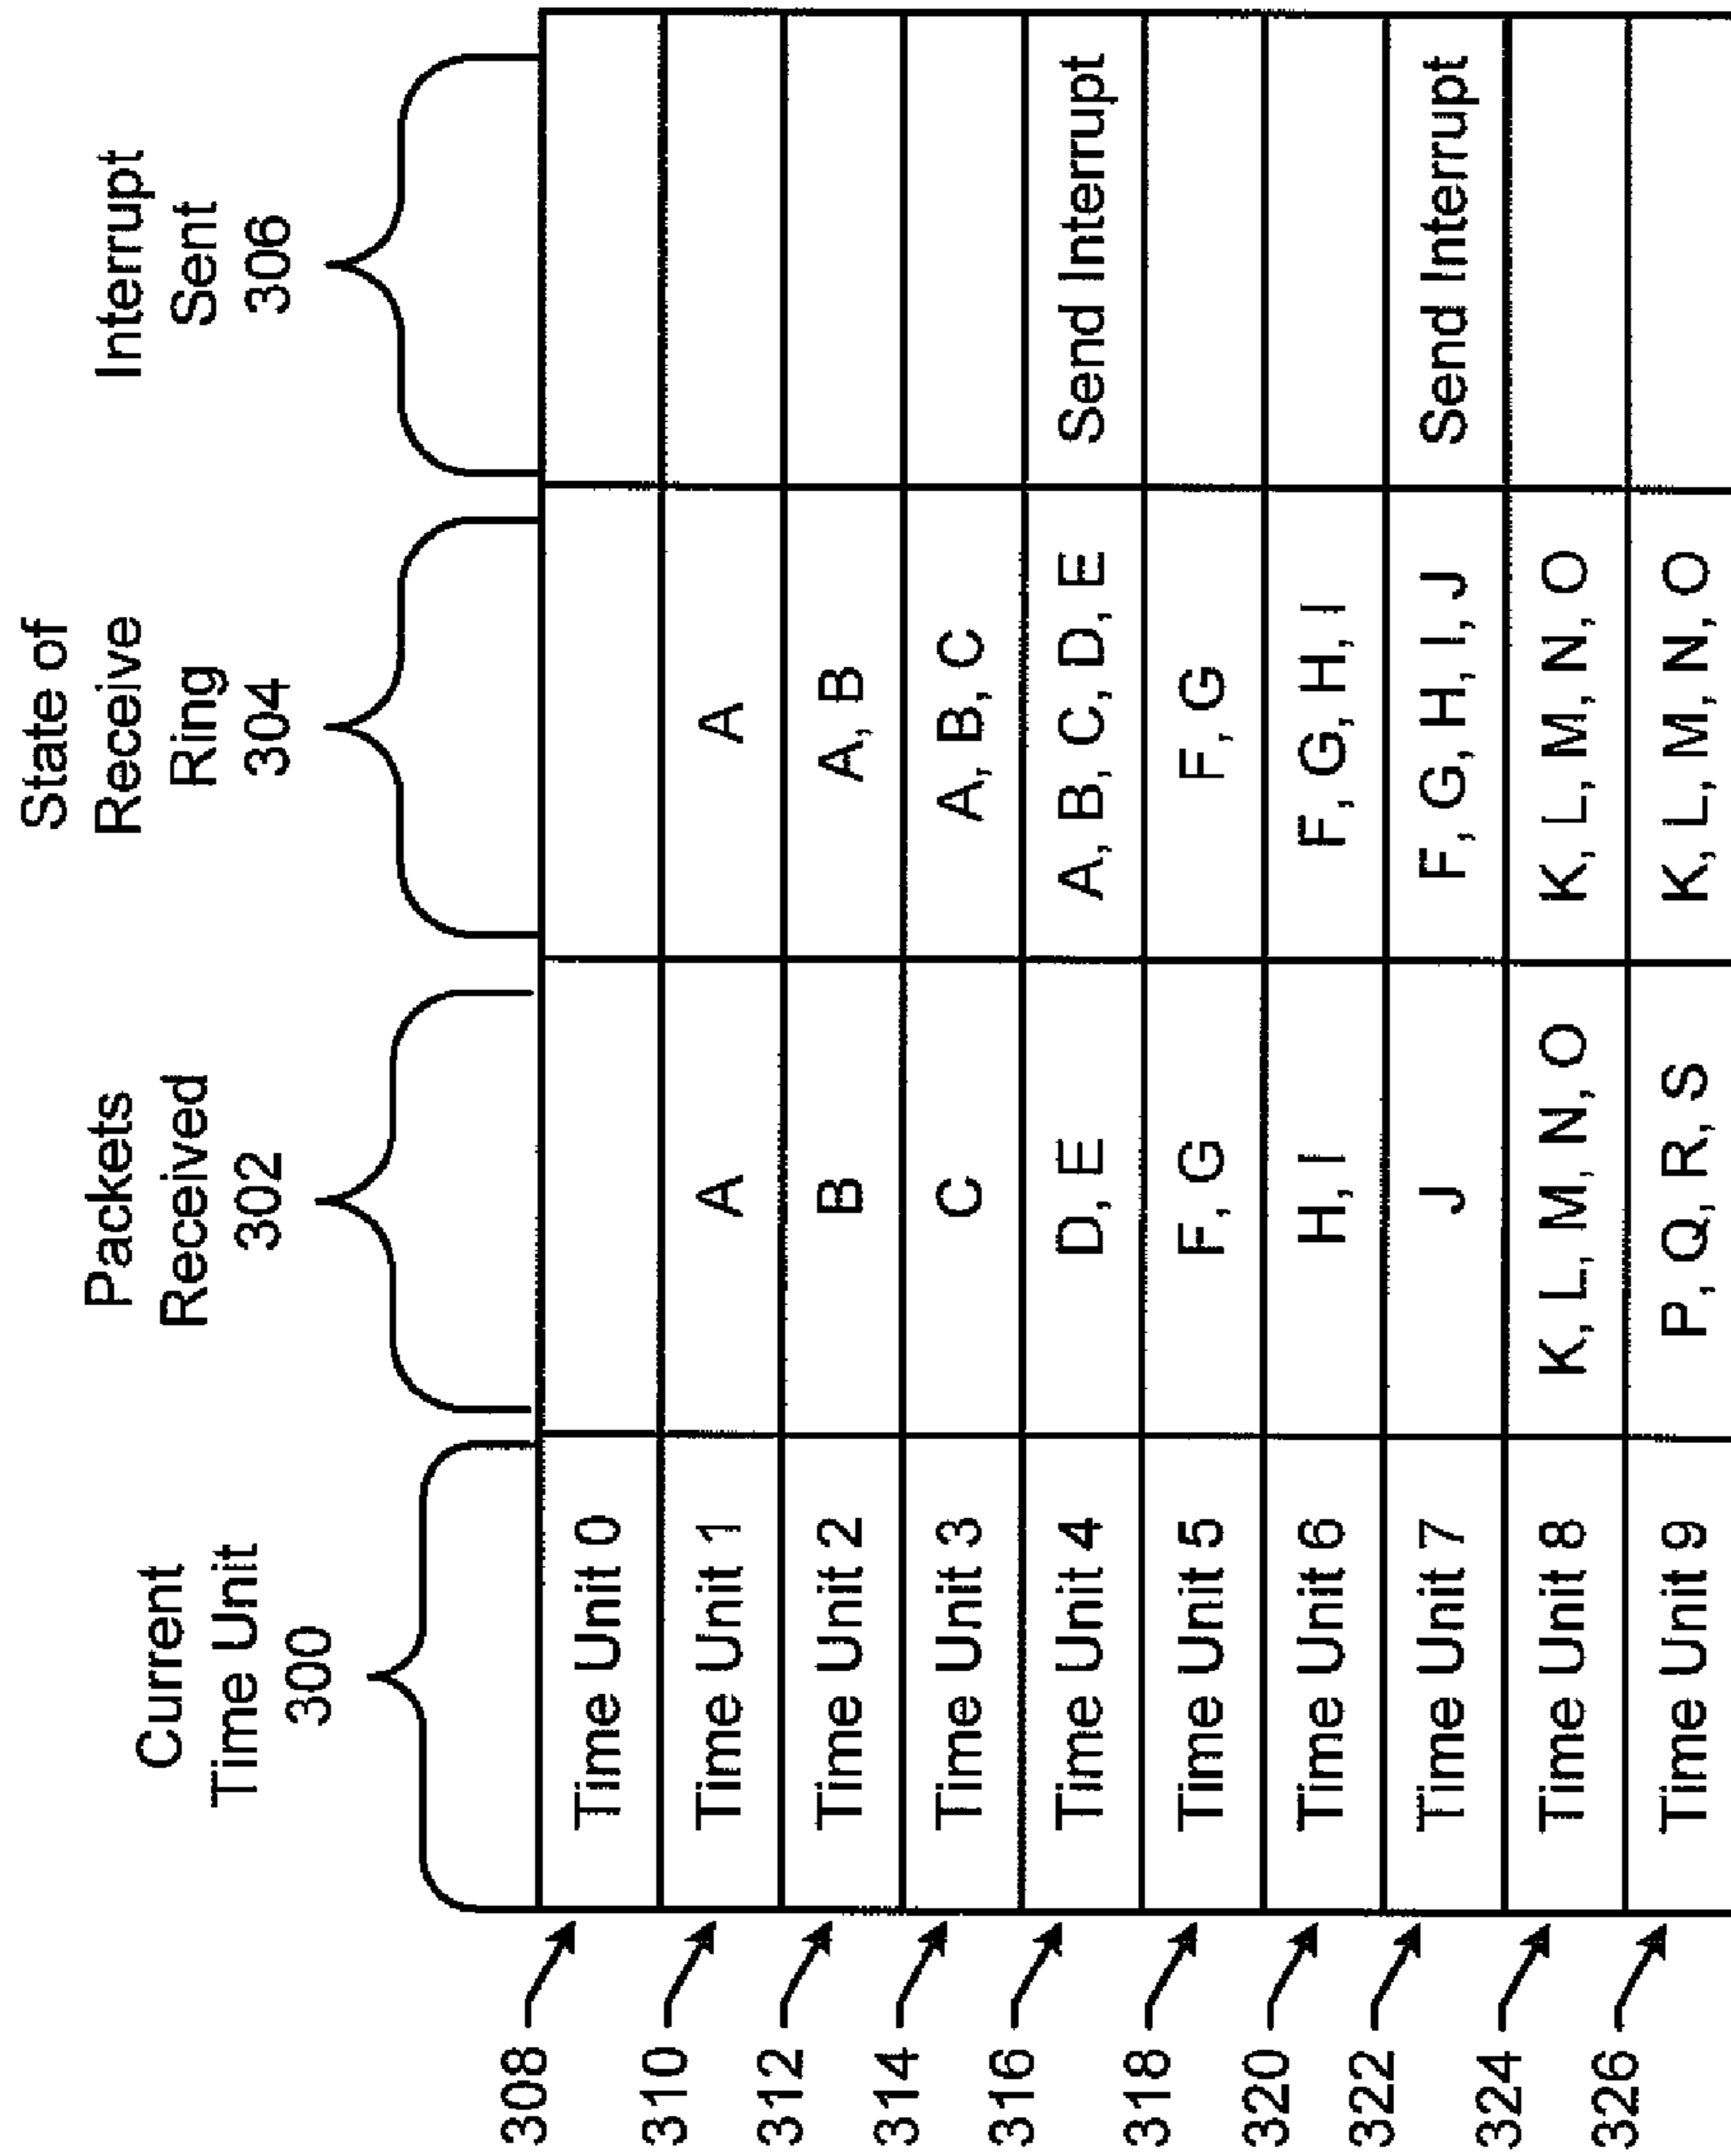 Current
Time Unit
300
Packets
Received
302
State of
Receive
Ring
304
Interrupt
Sent
306
308 Time Unit 0
310 Time Unit 1 A A
312 Time Unit 2 B A, B
314 Time Unit 3 C A, B, C
316 Time Unit 4 D, E A, B, C, D, E Send Interrupt
318 Time Unit 5 F, G F, G
320 Time Unit 6 H, I F, G, H, I
322 Time Unit 7 J F, G, H, I, J Send Interrupt
324 Time Unit 8 K, L, M, N, O K, L, M, N, O
326 Time Unit 9 P, Q, R, S K, L, M, N, O